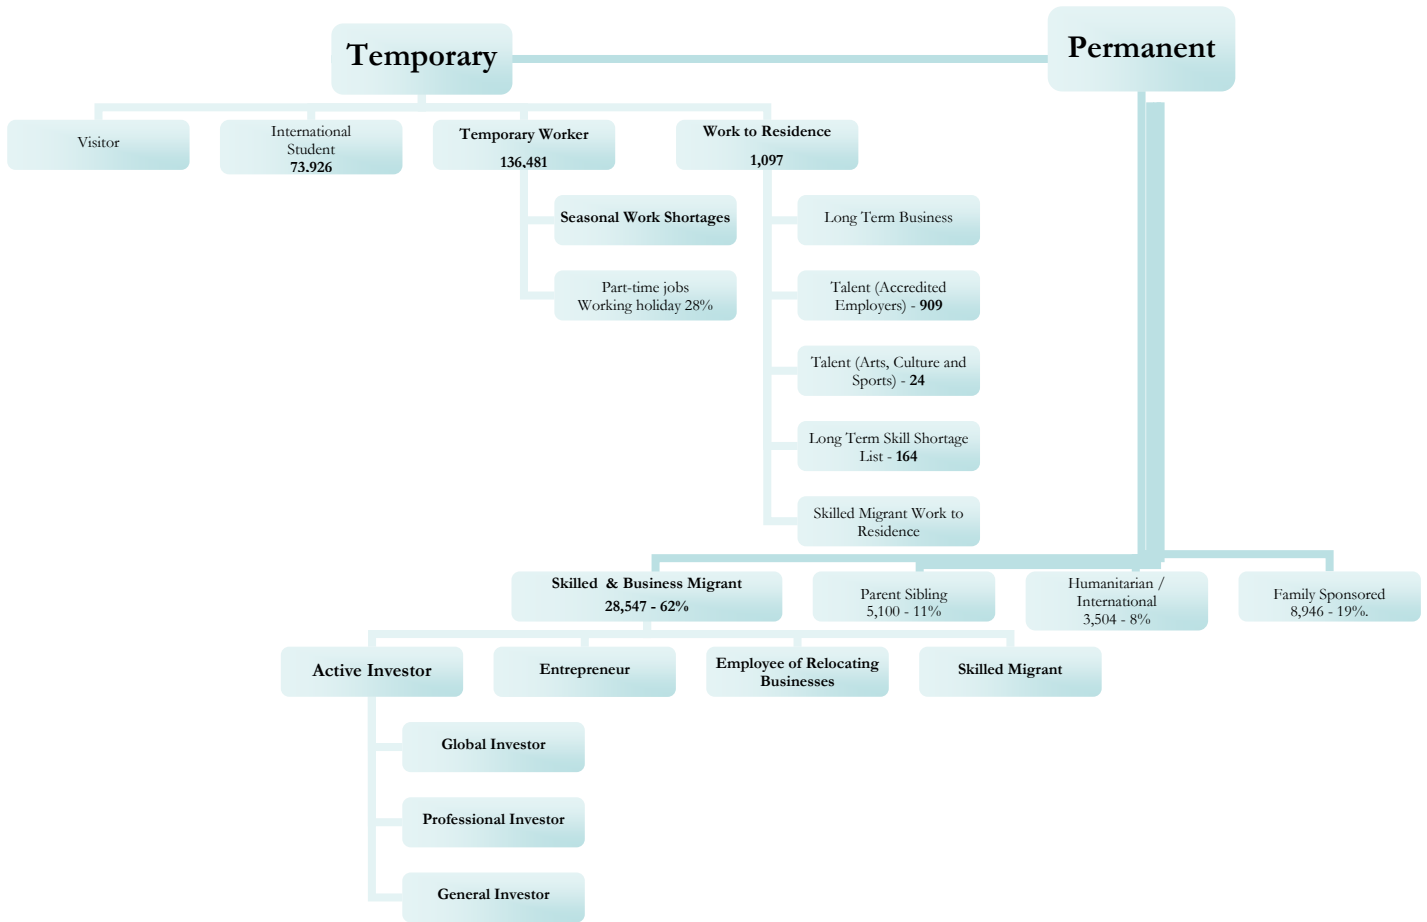 Temporary
Permanent
Visitor
International
Student
73,926
Temporary Worker
136,481
Work to Residence
1,097
Seasonal Work Shortages
Part-time jobs
Working holiday 28%
Long Term Business
Talent (Accredited
Employers) - 909
Talent (Arts, Culture and
Sports) - 24
Long Term Skill Shortage
List - 164
Skilled Migrant Work to
Residence
Skilled & Business Migrant
28,547 - 62%
Parent Sibling
5,100 - 11%
Humanitarian /
International
3,504 - 8%
Family Sponsored
8,946 - 19%.
Active Investor
Entrepreneur
Employee of Relocating
Businesses
Skilled Migrant
Global Investor
Professional Investor
General Investor